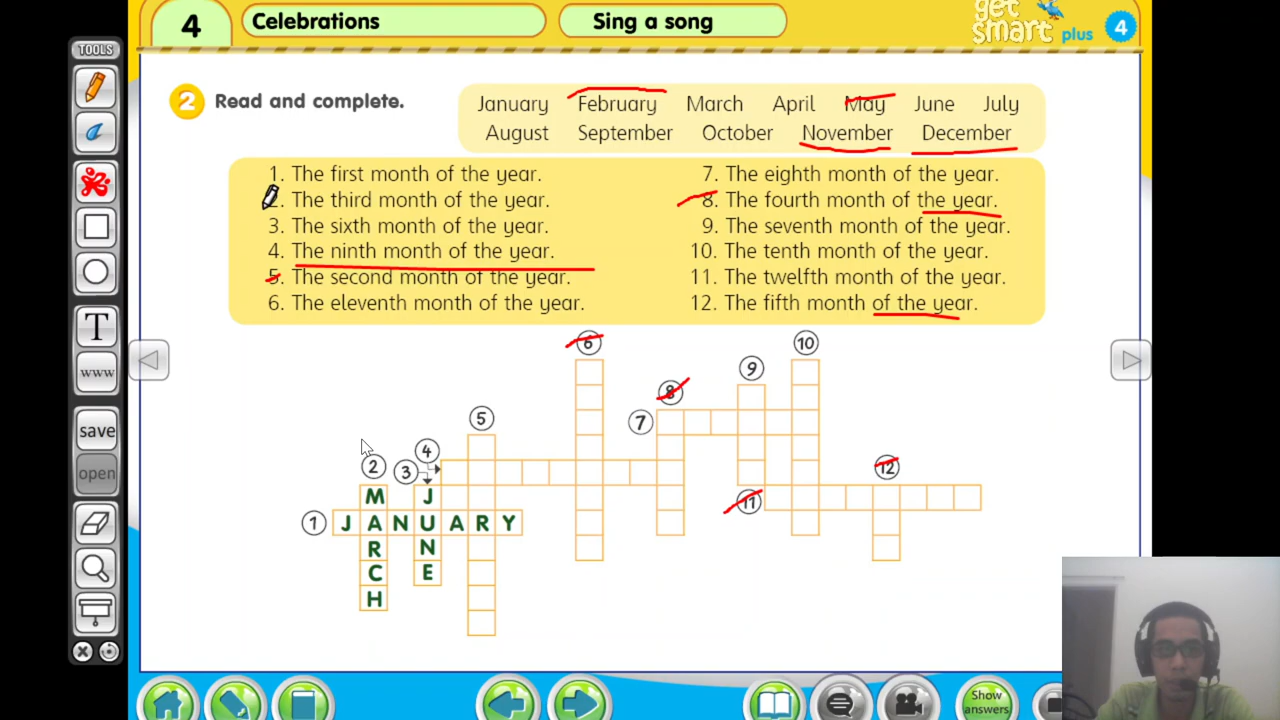 4 Celebrations Sing a song get smart plus 4
TOOLS
2 Read and complete.
January February March April May June July
August September October November December
1. The first month of the year.
2. The third month of the year.
3. The sixth month of the year.
4. The ninth month of the year.
5. The second month of the year.
6. The eleventh month of the year.
7. The eighth month of the year.
8. The fourth month of the year.
9. The seventh month of the year.
10. The tenth month of the year.
11. The twelfth month of the year.
12. The fifth month of the year.
T
www
save
open
6
10
9
8
5
7
4
2
3
12
11
1
MARCH
JUNE
JANUARY
Show answers